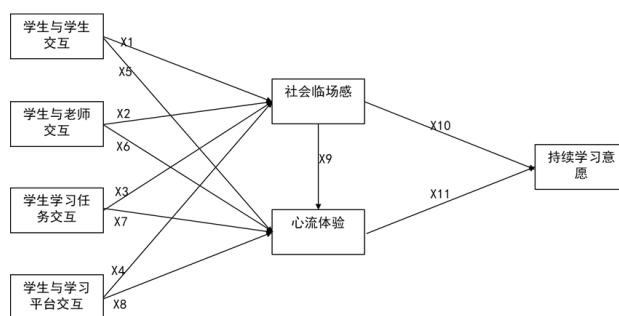 学生与学生
交互
X1
X5
社会临场感
学生与老师
交互
X2
X6
X10
持续学习意
愿
X9
学生学习任
务交互
X3
X7
X11
心流体验
学生与学习
平台交互
X4
X8